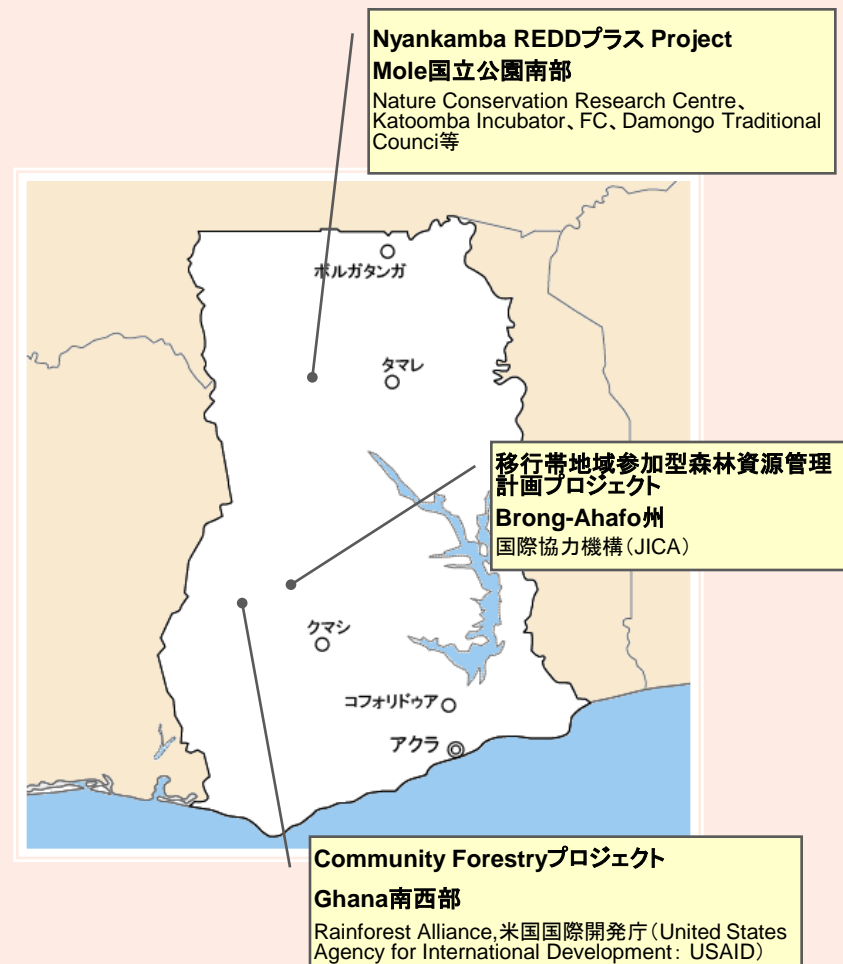 Nyankamba REDDプラス Project
Mole国立公園南部
Nature Conservation Research Centre、
Katoomba Incubator、FC、Damongo Traditional
Counci等
ボルガタンガ
タマレ
移行帯地域参加型森林資源管理
計画プロジェクト
Brong-Ahafo州
国際協力機構（JICA）
クマシ
コフォリドゥア
アクラ
Community Forestryプロジェクト
Ghana南西部
Rainforest Alliance,米国国際開発庁（United States
Agency for International Development： USAID）